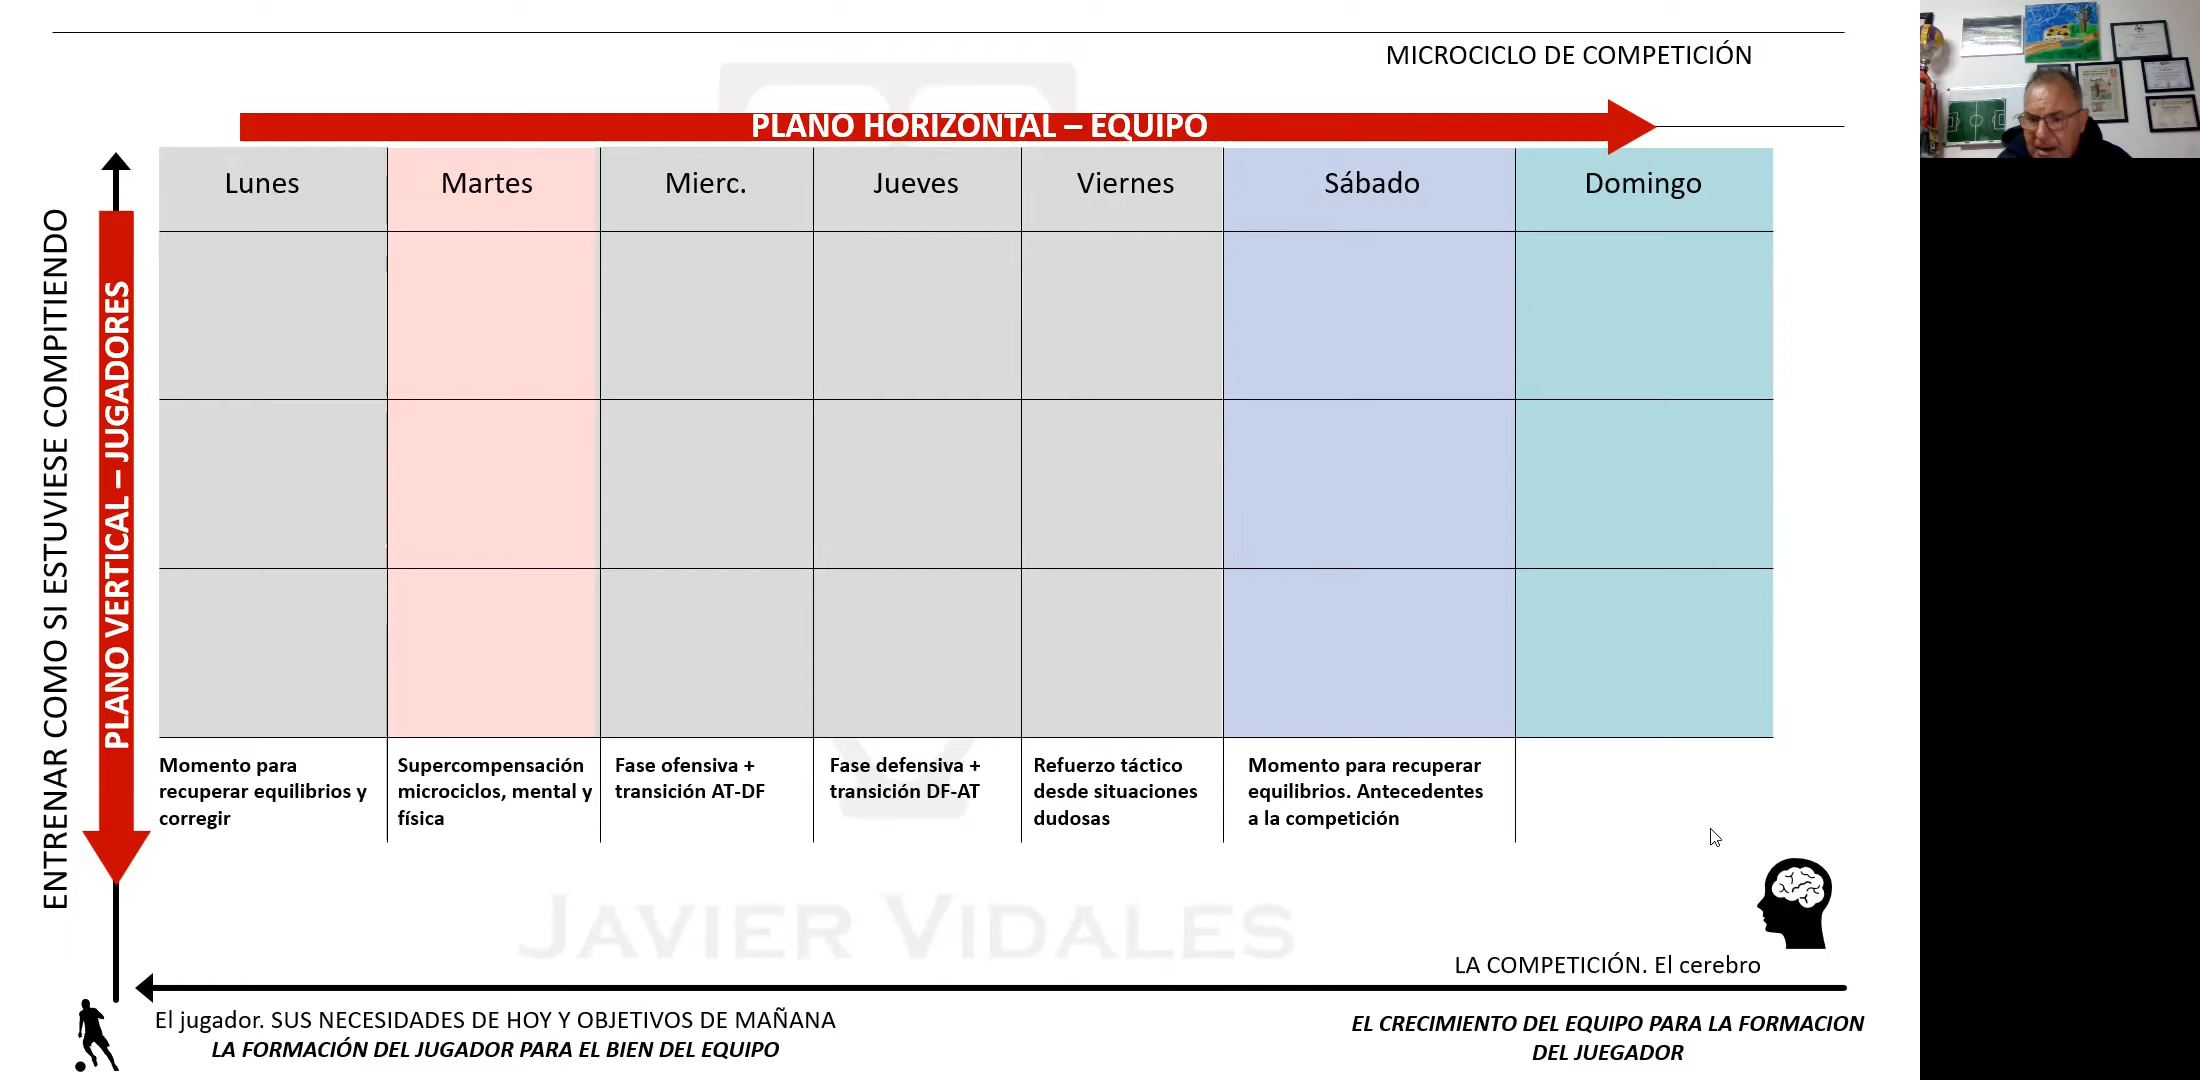 MICROCICLO DE COMPETICIÓN
PLANO HORIZONTAL – EQUIPO
ENTRENAR COMO SI ESTUVIESE COMPITIENDO
PLANO VERTICAL – JUGADORES
Lunes
Martes
Mierc.
Jueves
Viernes
Sábado
Domingo
Momento para
recuperar equilibrios y
corregir
Supercompensación
microciclos, mental y
física
Fase ofensiva +
transición AT-DF
Fase defensiva +
transición DF-AT
Refuerzo táctico
desde situaciones
dudosas
Momento para recuperar
equilibrios. Antecedentes
a la competición
JAVIER VIDALES
LA COMPETICIÓN. El cerebro
El jugador. SUS NECESIDADES DE HOY Y OBJETIVOS DE MAÑANA
LA FORMACIÓN DEL JUGADOR PARA EL BIEN DEL EQUIPO
EL CRECIMIENTO DEL EQUIPO PARA LA FORMACION
DEL JUEGADOR